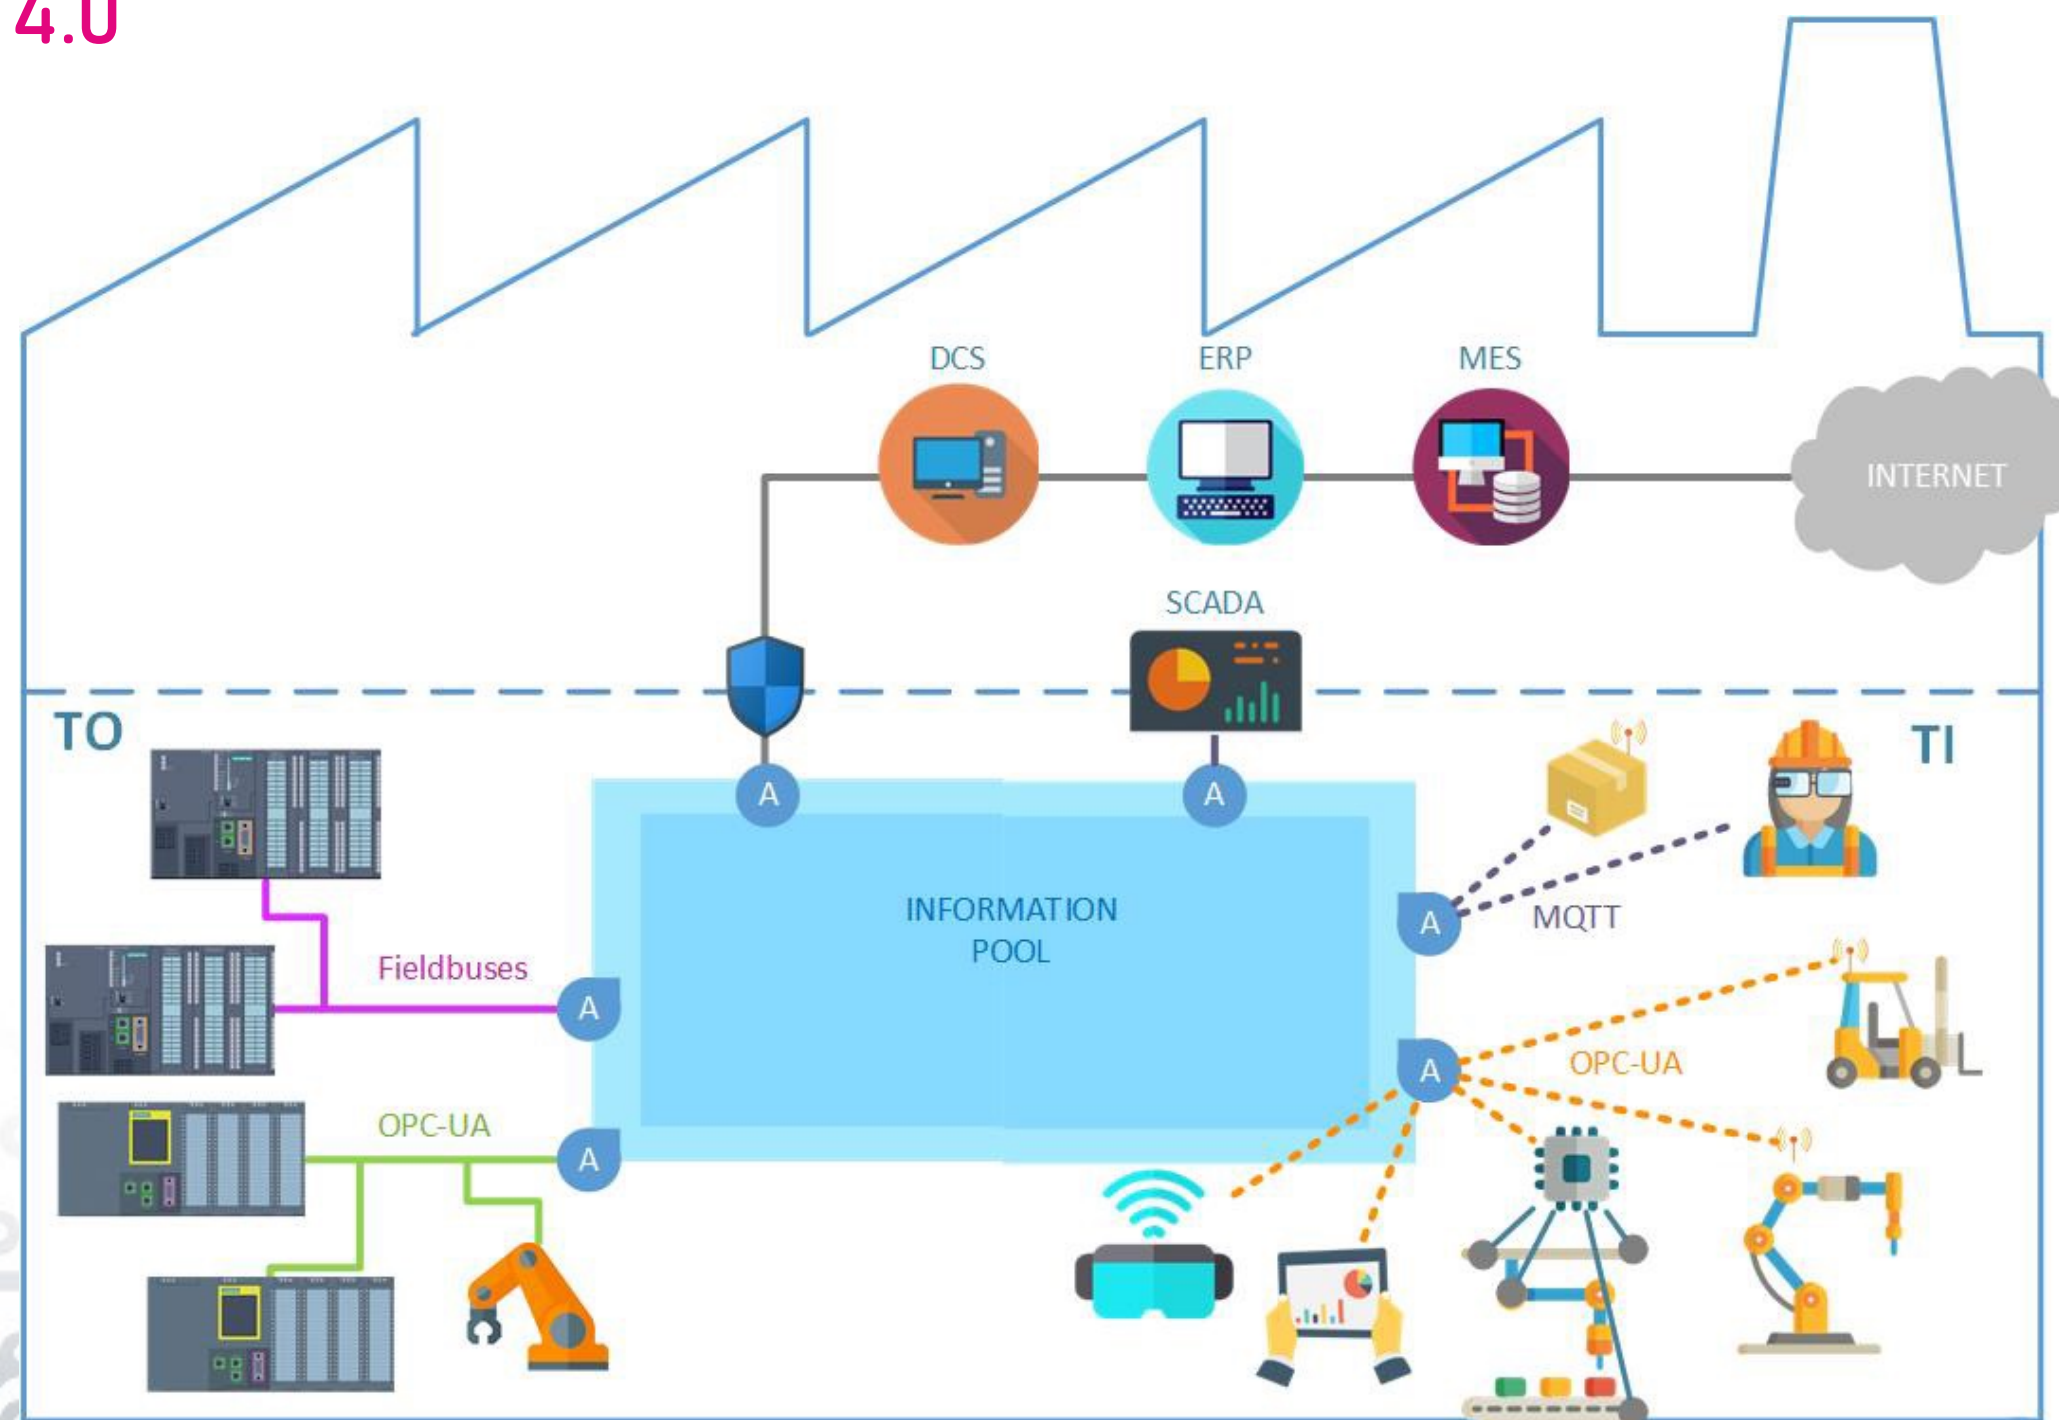 4.0
DCS
ERP
MES
INTERNET
SCADA
TO
TI
A
A
INFORMATION
POOL
A
MQTT
Fieldbuses
A
A
OPC-UA
OPC-UA
A